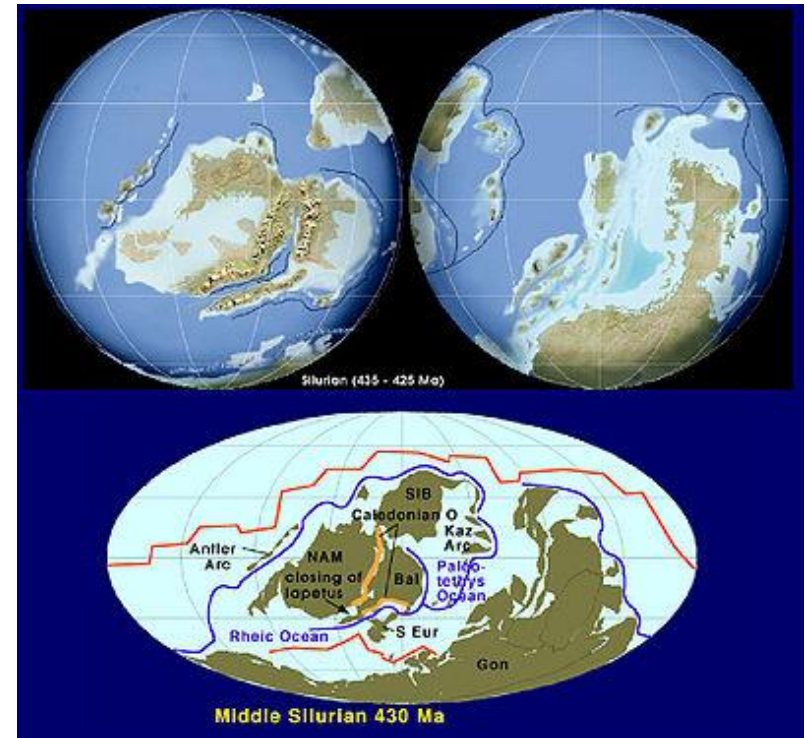 Silurian (435 - 425 Ma)
SIB
Caledonian O
Kaz
Arc
Antler
Arc
NAM
closing of
Iapetus
Bal
Paleo-
tethys
Ocean
Rheic Ocean
S Eur
Gon
Middle Silurian 430 Ma